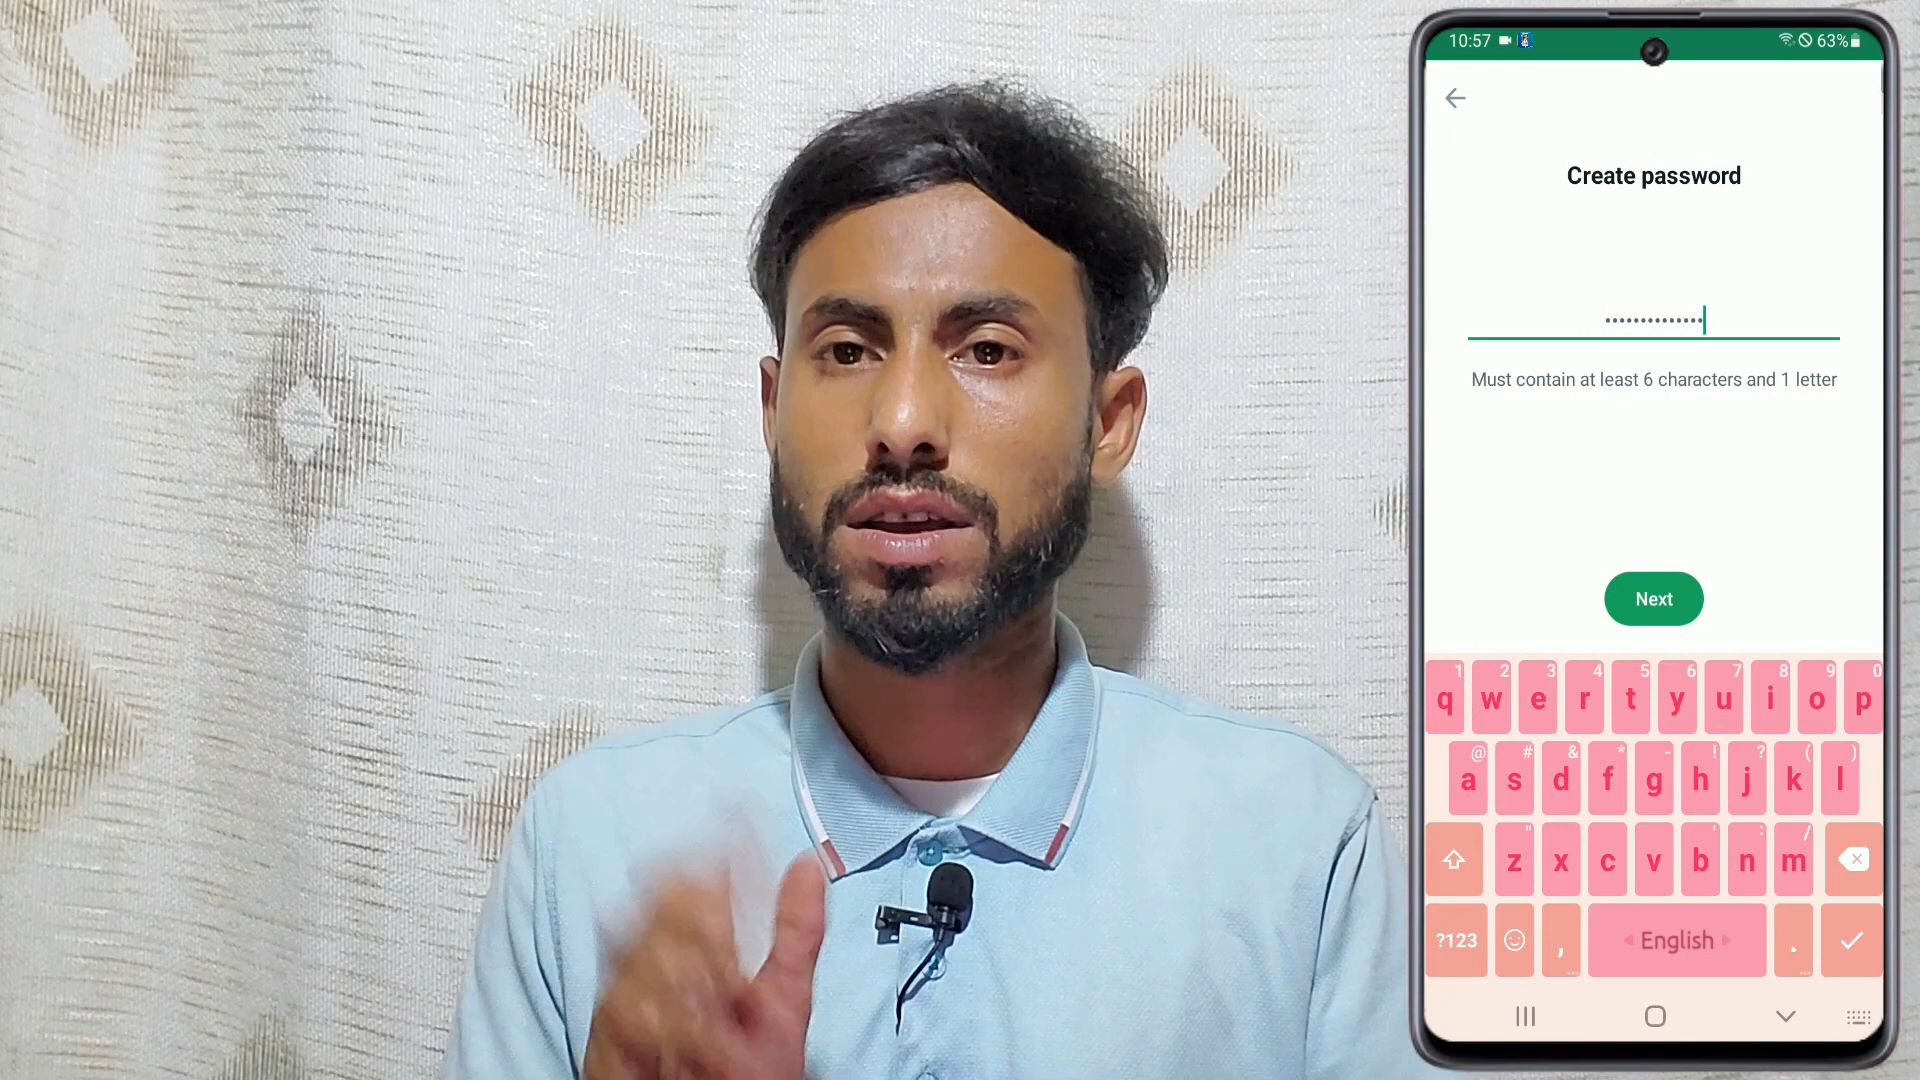 10:57 63%
Create password
••••••••••••••
Must contain at least 6 characters and 1 letter
Next
1 2 3 4 5 6 7 8 9 0
q w e r t y u i o p
@ # & * - ! ? ( )
a s d f g h j k l
" ' : /
z x c v b n m
?123 , English .